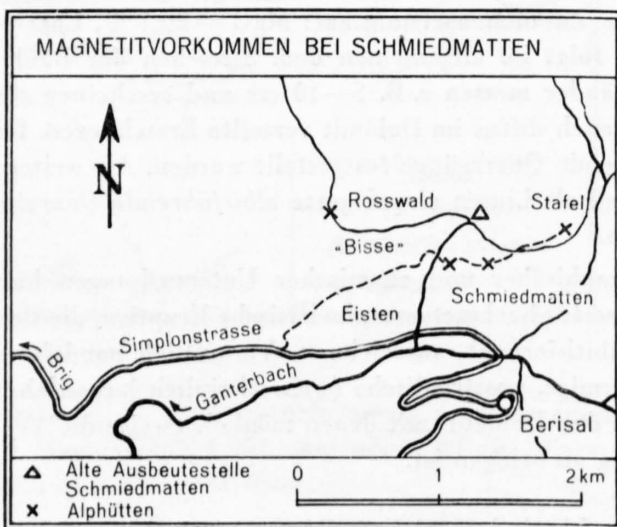 MAGNETITVORKOMMEN BEI SCHMIEDMATTEN
N
Rosswald
Stafelt
«Bisse»
Schmiedmatten
Eisten
Simplonstrasse
Brig
Ganterbach
Berisal
Alte Ausbeutestelle
Schmiedmatten
Alphütten
0 1 2 km